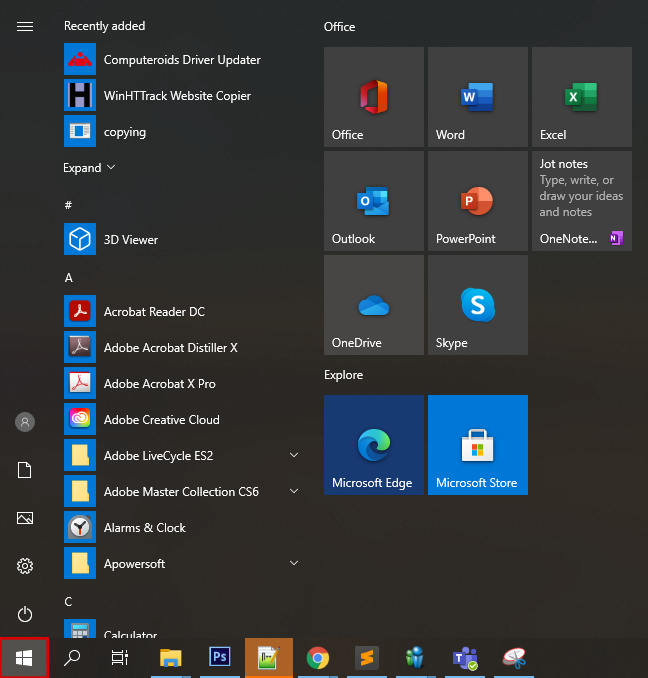 Recently added
Computeroids Driver Updater
WinHTTrack Website Copier
copying
Expand
#
3D Viewer
A
Acrobat Reader DC
Adobe Acrobat Distiller X
Adobe Acrobat X Pro
Adobe Creative Cloud
Adobe LiveCycle ES2
Adobe Master Collection CS6
Alarms & Clock
Apowersoft
C
Calculator
Office
Office
Word
Excel
Outlook
PowerPoint
Jot notes
Type, write, or
draw your ideas
and notes
OneNote...
OneDrive
Skype
Explore
Microsoft Edge
Microsoft Store